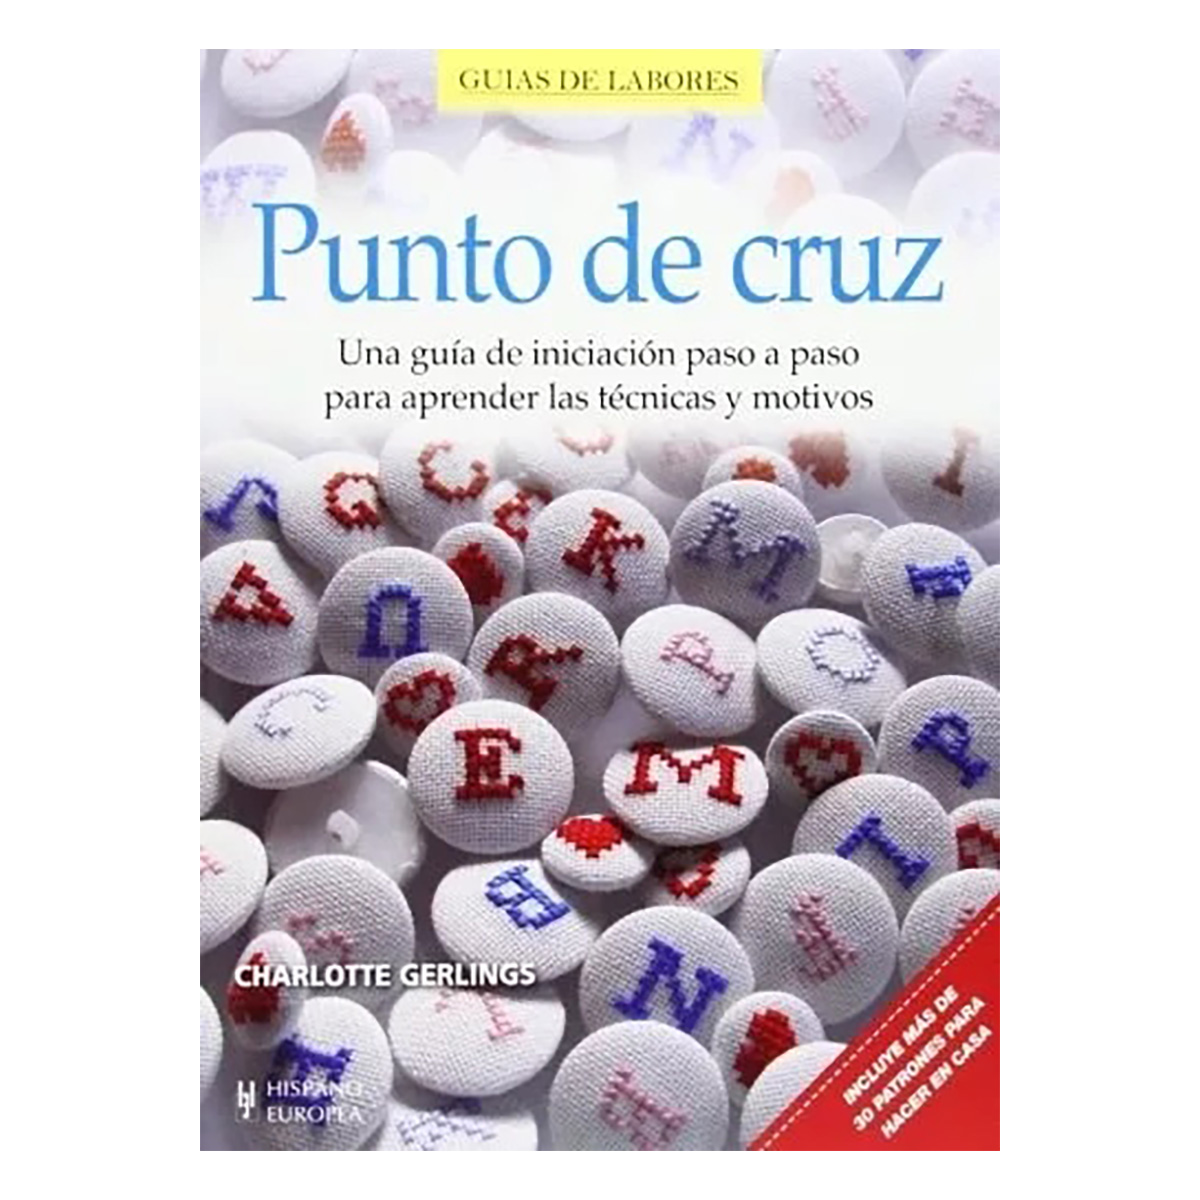 GUIAS DE LABORES
Punto de cruz
Una guía de iniciación paso a paso
para aprender las técnicas y motivos
CHARLOTTE GERLINGS
HISPANO
EUROPEA
INCLUYE MÁS DE
30 PATRONES PARA
HACER EN CASA